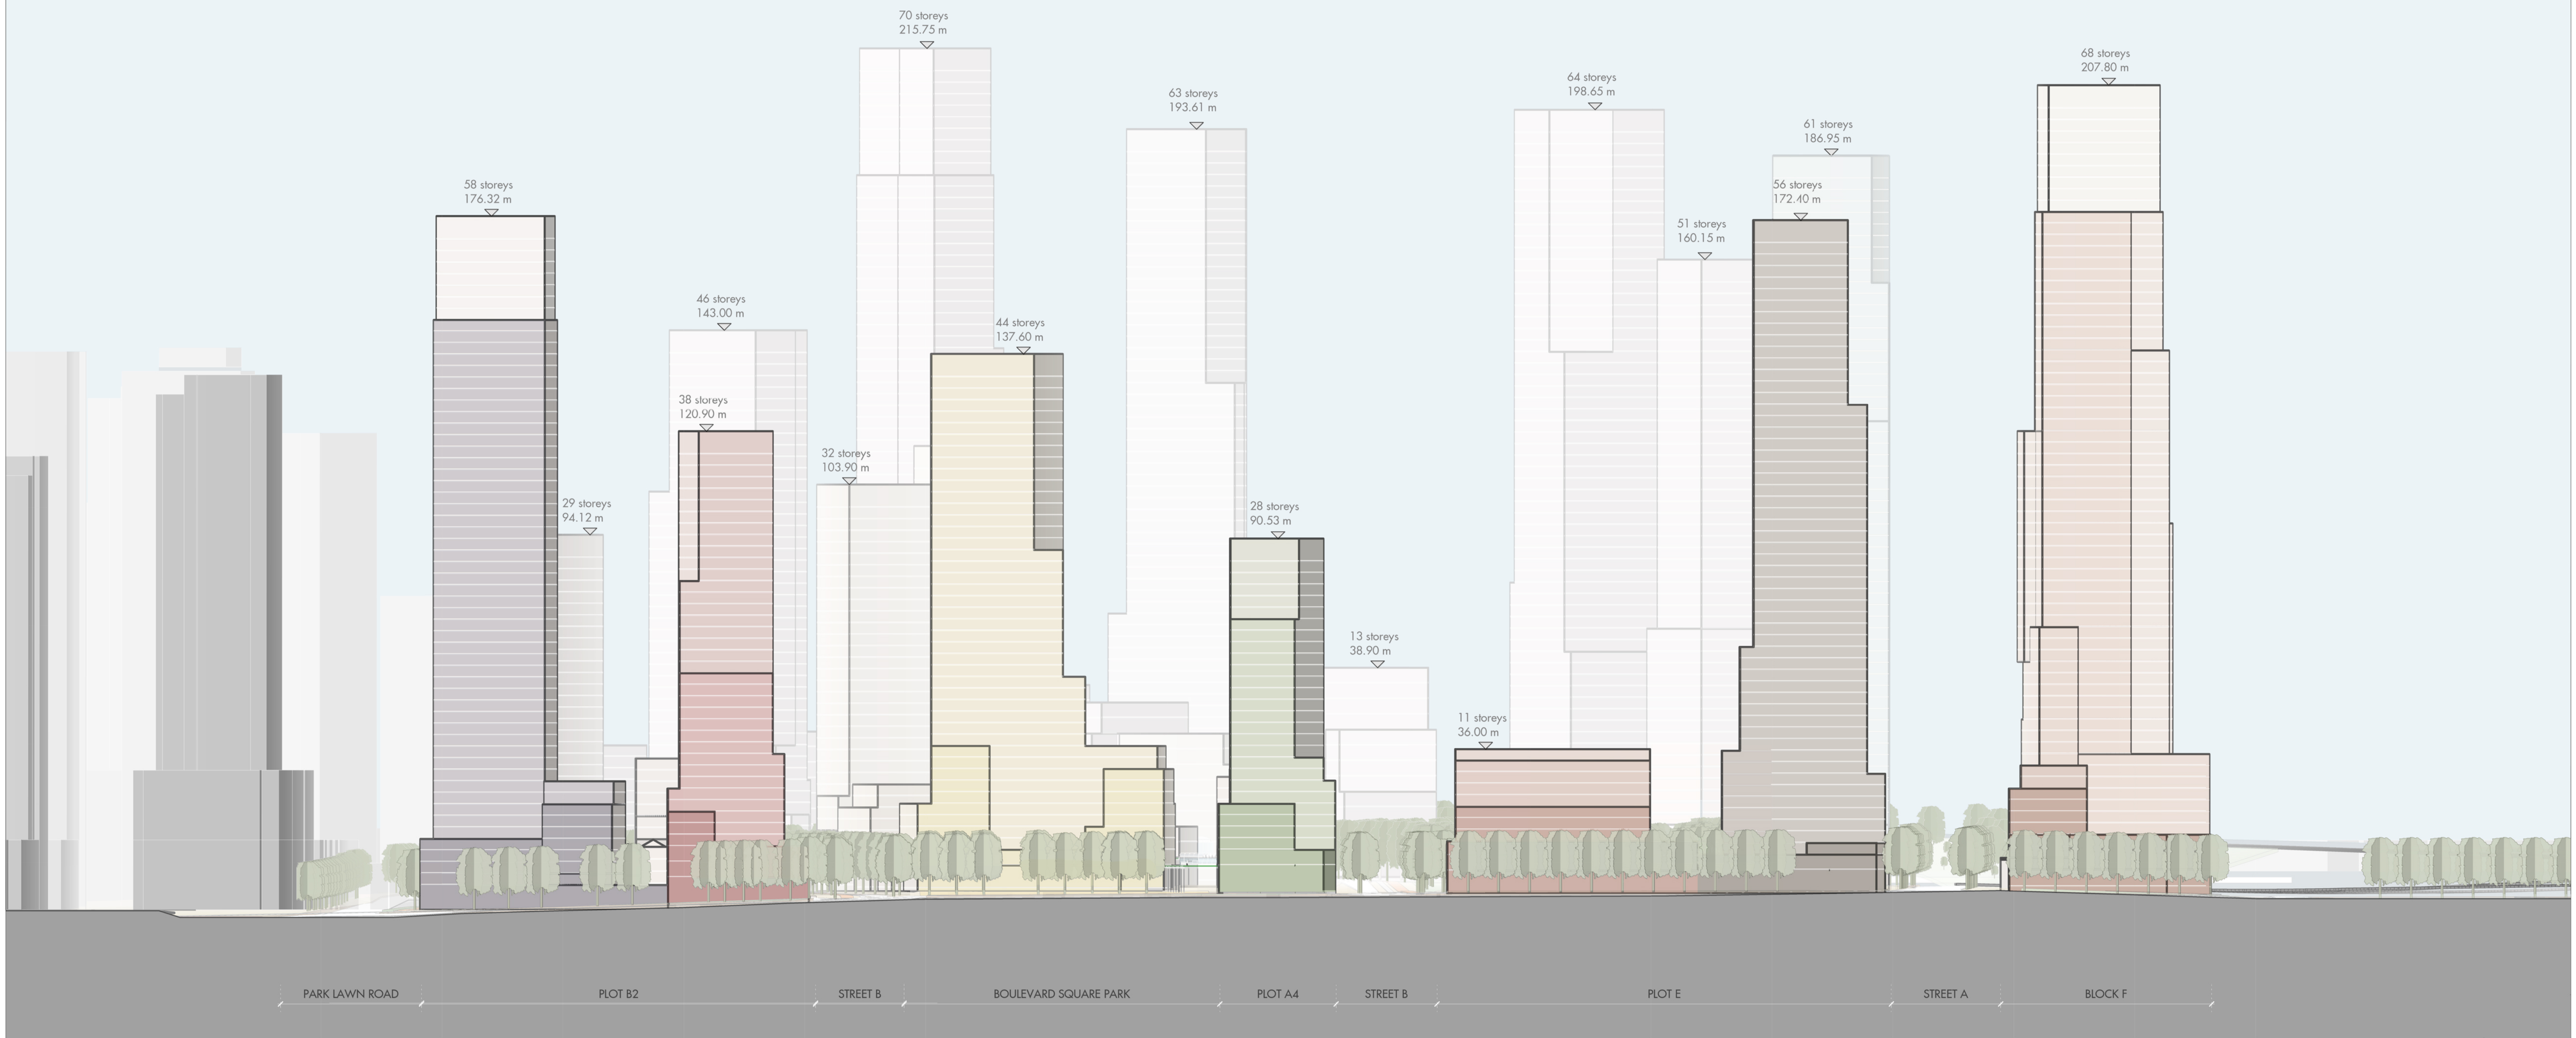 70 storeys
215.75 m
68 storeys
207.80 m
64 storeys
198.65 m
63 storeys
193.61 m
61 storeys
186.95 m
58 storeys
176.32 m
56 storeys
172.40 m
51 storeys
160.15 m
46 storeys
143.00 m
44 storeys
137.60 m
38 storeys
120.90 m
32 storeys
103.90 m
29 storeys
94.12 m
28 storeys
90.53 m
13 storeys
38.90 m
11 storeys
36.00 m
PARK LAWN ROAD
PLOT B2
STREET B
BOULEVARD SQUARE PARK
PLOT A4
STREET B
PLOT E
STREET A
BLOCK F